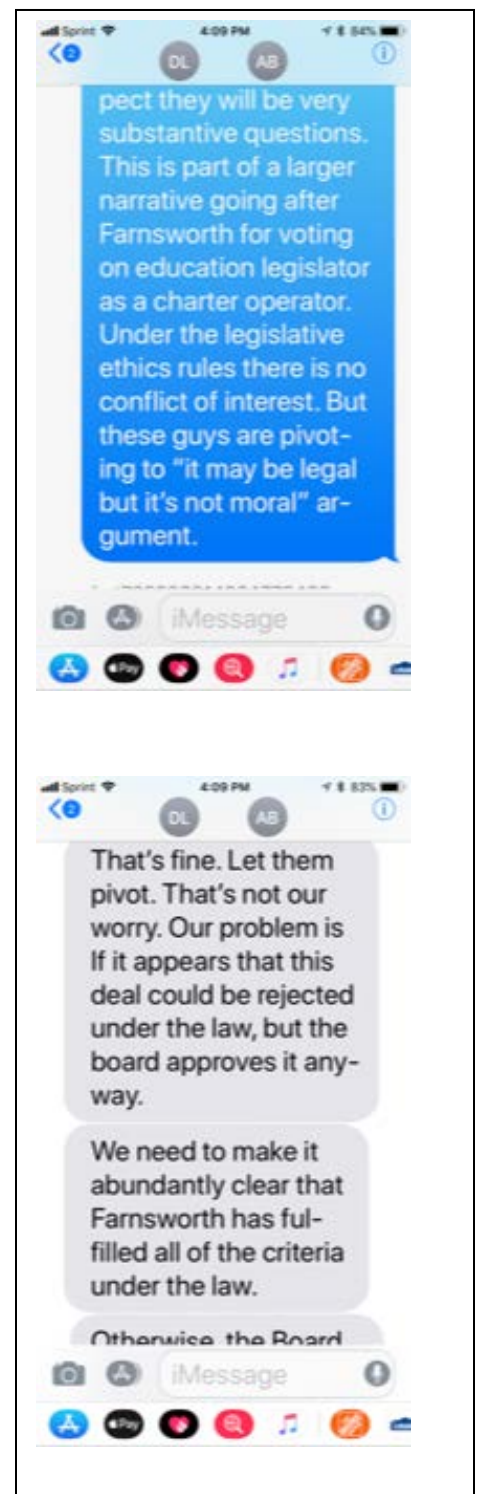 Sprint 4:09 PM 84%
2 DL AB i
pect they will be very
substantive questions.
This is part of a larger
narrative going after
Farnsworth for voting
on education legislator
as a charter operator.
Under the legislative
ethics rules there is no
conflict of interest. But
these guys are pivot-
ing to “it may be legal
but it’s not moral” ar-
gument.
iMessage
Pay
Sprint 4:09 PM 83%
2 DL AB i
That’s fine. Let them
pivot. That’s not our
worry. Our problem is
If it appears that this
deal could be rejected
under the law, but the
board approves it any-
way.
We need to make it
abundantly clear that
Farnsworth has ful-
filled all of the criteria
under the law.
Otherwise, the Board
iMessage
Pay